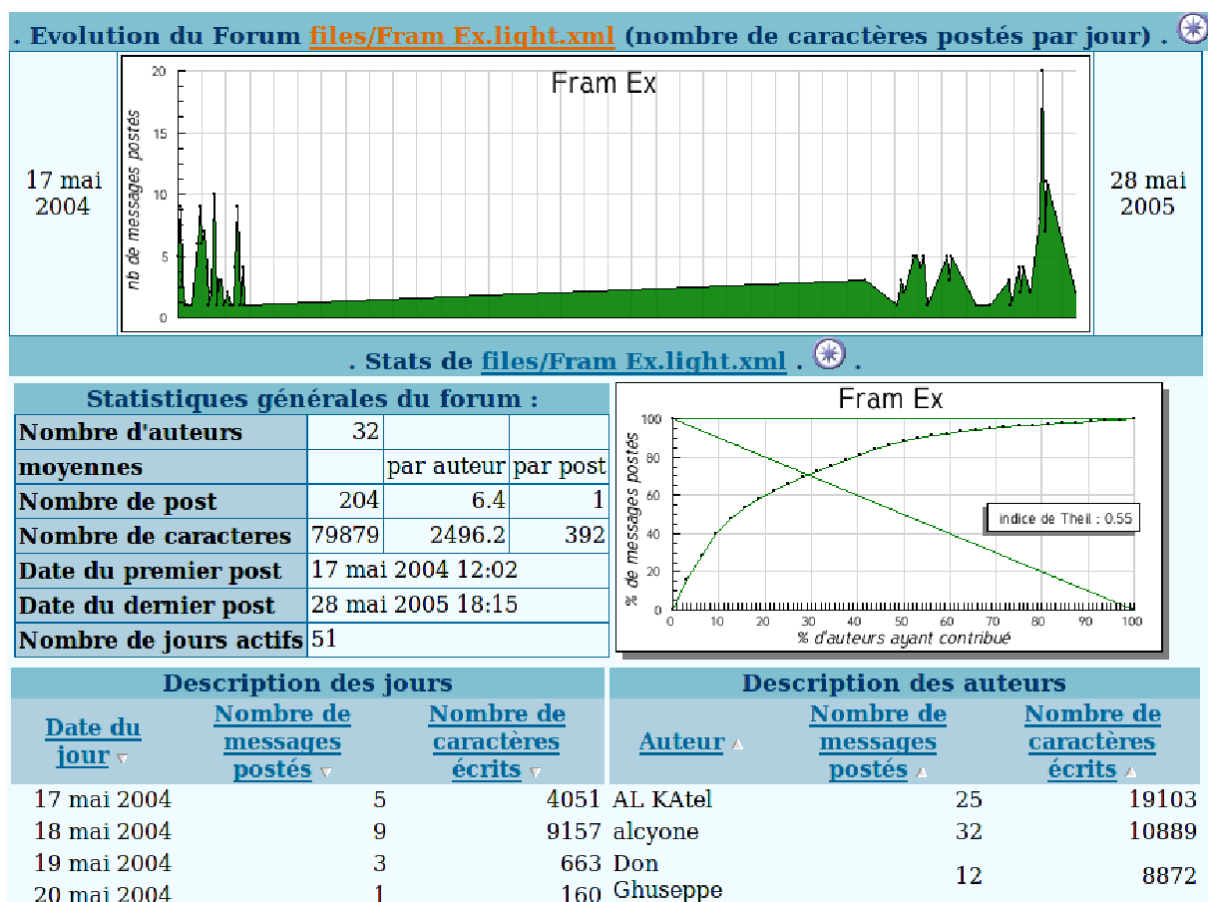 . Evolution du Forum files/Fram Ex.light.xml (nombre de caractères postés par jour) .
17 mai
2004
Fram Ex
nb de messages postés
20
15
10
5
0
28 mai
2005
. Stats de files/Fram Ex.light.xml . .
Statistiques générales du forum :
Nombre d'auteurs 32
moyennes par auteur par post
Nombre de post 204 6.4 1
Nombre de caracteres 79879 2496.2 392
Date du premier post 17 mai 2004 12:02
Date du dernier post 28 mai 2005 18:15
Nombre de jours actifs 51
Fram Ex
% de messages postés
100
80
60
40
20
0
indice de Theil : 0.55
0 10 20 30 40 50 60 70 80 90 100
% d'auteurs ayant contribué
Description des jours
Date du jour
Nombre de messages postés
Nombre de caractères écrits
17 mai 2004 5 4051
18 mai 2004 9 9157
19 mai 2004 3 663
20 mai 2004 1 160
Description des auteurs
Auteur
Nombre de messages postés
Nombre de caractères écrits
AL KAtel 25 19103
alcyone 32 10889
Don Ghuseppe 12 8872